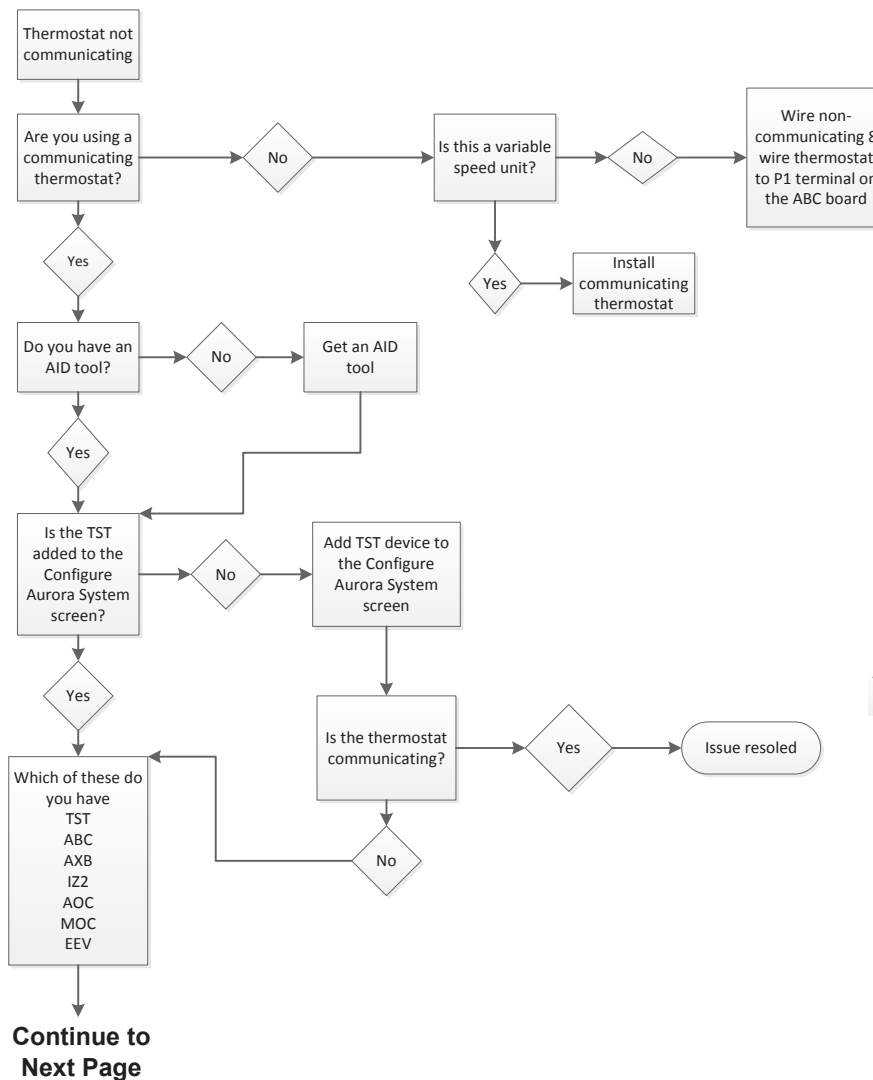 Thermostat not
communicating
Are you using a
communicating
thermostat?
No
Is this a variable
speed unit?
No
Wire non-
communicating &
wire thermostat
to P1 terminal on
the ABC board
Yes
Yes
Install
communicating
thermostat
Do you have an
AID tool?
No
Get an AID
tool
Yes
Is the TST
added to the
Configure
Aurora System
screen?
No
Add TST device to
the Configure
Aurora System
screen
Yes
Is the thermostat
communicating?
Yes
Issue resoled
No
Which of these do
you have
TST
ABC
AXB
IZ2
AOC
MOC
EEV
Continue to
Next Page